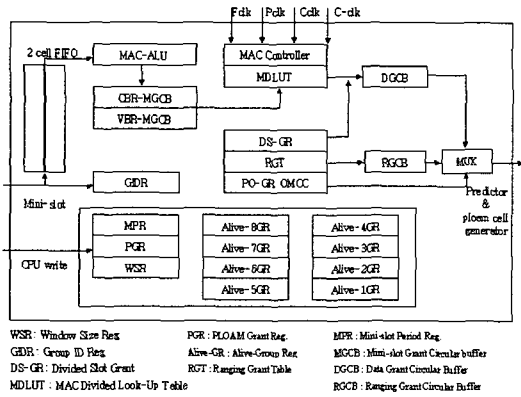 Fclk Pclk Cclk C-clk
2 cell FIFO
MAC-ALU
MAC Controller
MDLUT
DGCB
CBR-MGCB
VBR-MGCB
DS-GR
RGT
RGCB
MUX
PO-GR OMCC
GIDR
Mini-slot
Predictor
&
ploam cell
generator
MPR
PGR
WSR
CPU write
Alive-8GR
Alive-7GR
Alive-6GR
Alive-5GR
Alive-4GR
Alive-3GR
Alive-2GR
Alive-1GR
WSR : Window Size Reg
PGR : PLOAM Grant Reg.
MPR : Mini-slot Period Reg.
GIDR : Group ID Reg
Alive-GR : Alive-Group Reg
MGCB : Mini-slot Grant Circular buffer
DS-GR : Divided Slot Grant
RGT : Ranging Grant Table
DGCB : Data Grant Circular Buffer
MDLUT : MAC Divided Look-Up Table
RGCB : Ranging Grant Circular Buffer